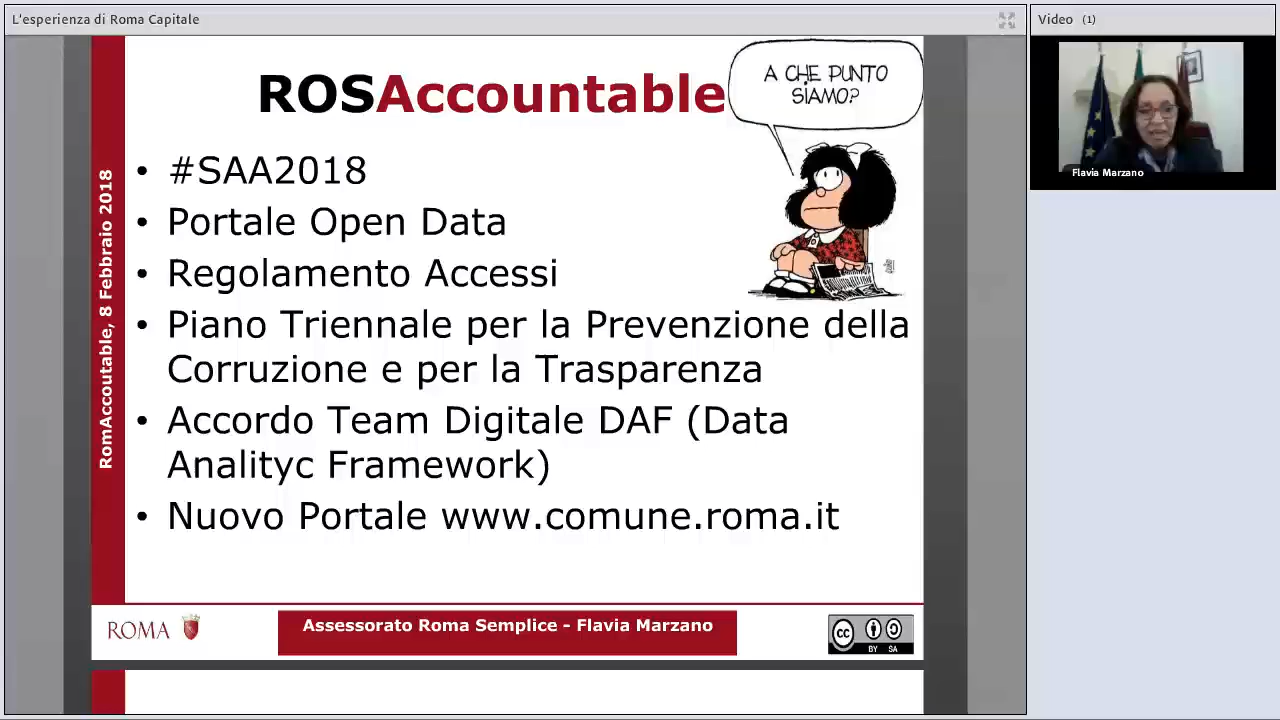 L'esperienza di Roma Capitale
Video (1)
Flavia Marzano
ROSAccountable
A CHE PUNTO
SIAMO?
• #SAA2018
• Portale Open Data
• Regolamento Accessi
• Piano Triennale per la Prevenzione della
Corruzione e per la Trasparenza
• Accordo Team Digitale DAF (Data
Analityc Framework)
• Nuovo Portale www.comune.roma.it
RomAccoutable, 8 Febbraio 2018
ROMA
Assessorato Roma Semplice - Flavia Marzano
cc
BY SA